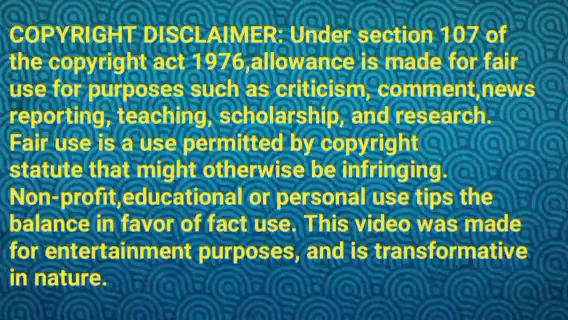 COPYRIGHT DISCLAIMER: Under section 107 of
the copyright act 1976,allowance is made for fair
use for purposes such as criticism, comment,news
reporting, teaching, scholarship, and research.
Fair use is a use permitted by copyright
statute that might otherwise be infringing.
Non-profit,educational or personal use tips the
balance in favor of fact use. This video was made
for entertainment purposes, and is transformative
in nature.